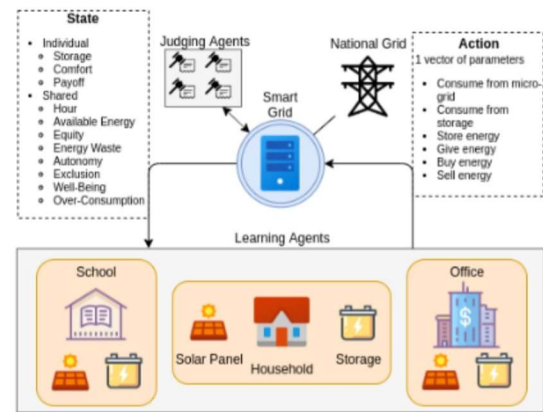 State
Individual
Storage
Comfort
Payoff
Shared
Hour
Available Energy
Equity
Energy Waste
Autonomy
Exclusion
Well-Being
Over-Consumption
Judging Agents
National Grid
Smart
Grid
Action
1 vector of parameters
Consume from micro-
grid
Consume from
storage
Store energy
Give energy
Buy energy
Sell energy
Learning Agents
School
Solar Panel
Household
Storage
Office
$